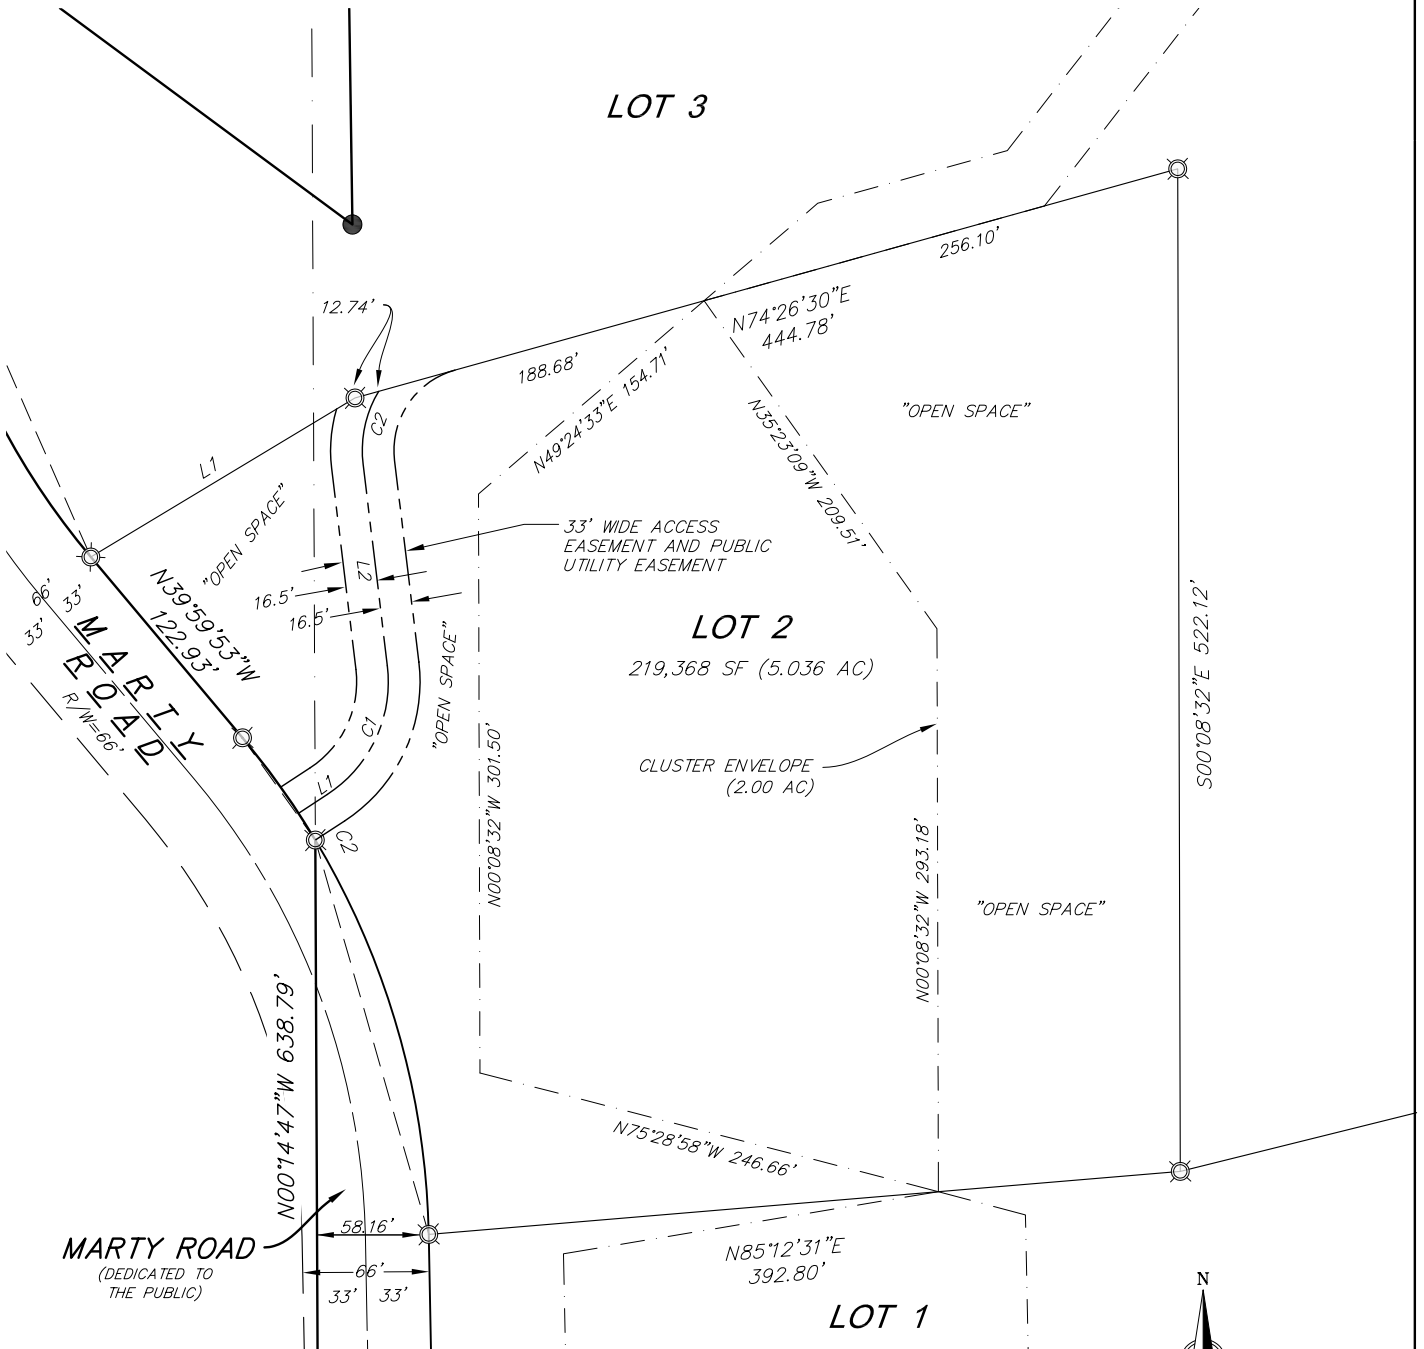 LOT 3
256.10'
12.74'
N74°26'30"E
444.78'
188.68'
N49°24'33"E 154.71'
C2
"OPEN SPACE"
N35°23'09"W 209.51'
L1
"OPEN SPACE"
33' WIDE ACCESS
EASEMENT AND PUBLIC
UTILITY EASEMENT
L2
16.5'
16.5'
N39°59'53"W
122.93'
66'
33'
33'
MARTY
ROAD
R/W=66'
"OPEN SPACE"
LOT 2
219,368 SF (5.036 AC)
S00°08'32"E 522.12'
C1
L1
C2
CLUSTER ENVELOPE
(2.00 AC)
N00°08'32"W 301.50'
N00°08'32"W 293.18'
"OPEN SPACE"
N00°14'47"W 638.79'
N75°28'58"W 246.66'
58.16'
MARTY ROAD
(DEDICATED TO
THE PUBLIC)
66'
33' 33'
N85°12'31"E
392.80'
LOT 1
N